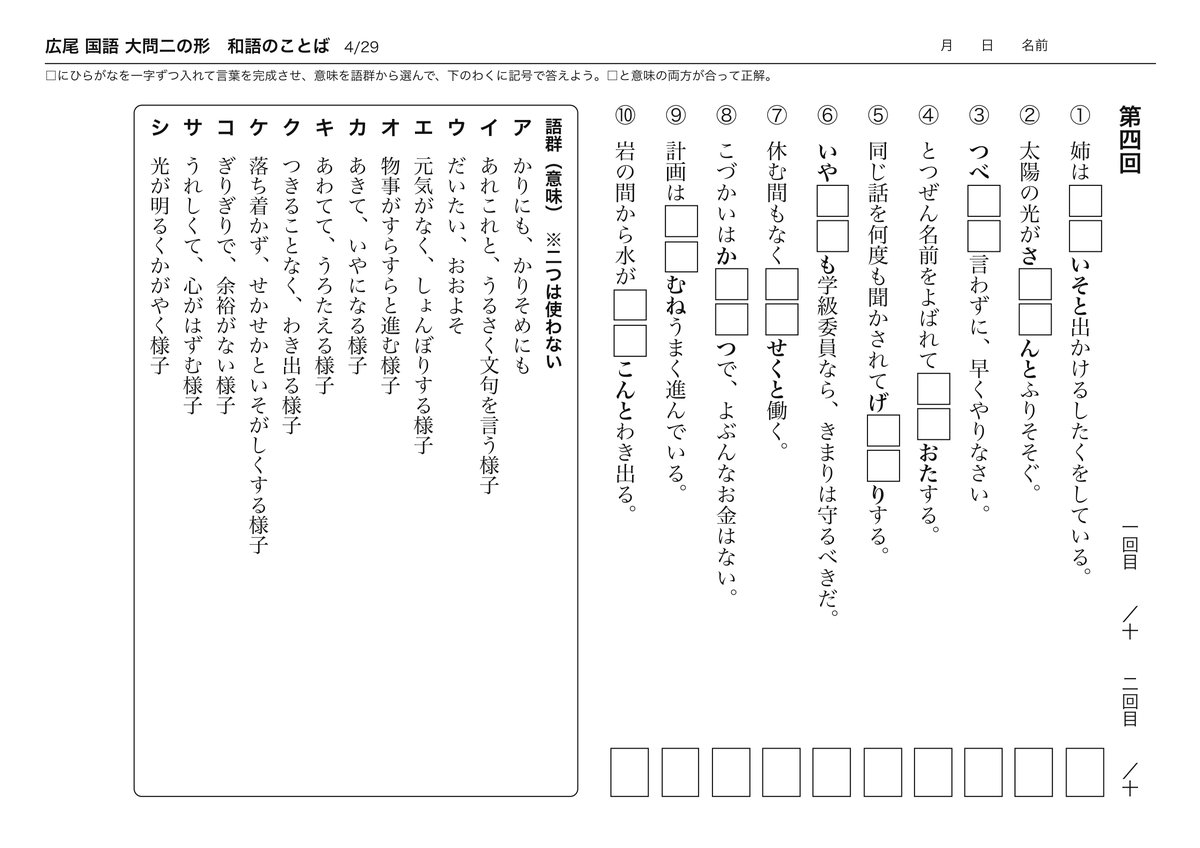 広尾 国語 大問二の形　和語のことば　4/29
月　日　名前
□にひらがなを一字ずつ入れて言葉を完成させ、意味を語群から選んで、下のわくに記号で答えよう。□と意味の両方が合って正解。
第四回　一回目　／十　二回目　／十
① 姉は□□いそと出かけるしたくをしている。
② 太陽の光がさ□□んとふりそそぐ。
③ つべ□□言わずに、早くやりなさい。
④ とつぜん名前をよばれて□□おたする。
⑤ 同じ話を何度も聞かされてげ□□りする。
⑥ いや□□も学級委員なら、きまりは守るべきだ。
⑦ 休む間もなく□□せくと働く。
⑧ こづかいはか□□つで、よぶんなお金はない。
⑨ 計画は□□むねうまく進んでいる。
⑩ 岩の間から水が□□こんとわき出る。
語群（意味）　※二つは使わない
ア　かりにも、かりそめにも
イ　あれこれと、うるさく文句を言う様子
ウ　だいたい、おおよそ
エ　元気がなく、しょんぼりする様子
オ　物事がすらすらと進む様子
カ　あきて、いやになる様子
キ　あわてて、うろたえる様子
ク　つきることなく、わき出る様子
ケ　落ち着かず、せかせかといそがしくする様子
コ　ぎりぎりで、余裕がない様子
サ　うれしくて、心がはずむ様子
シ　光が明るくかがやく様子